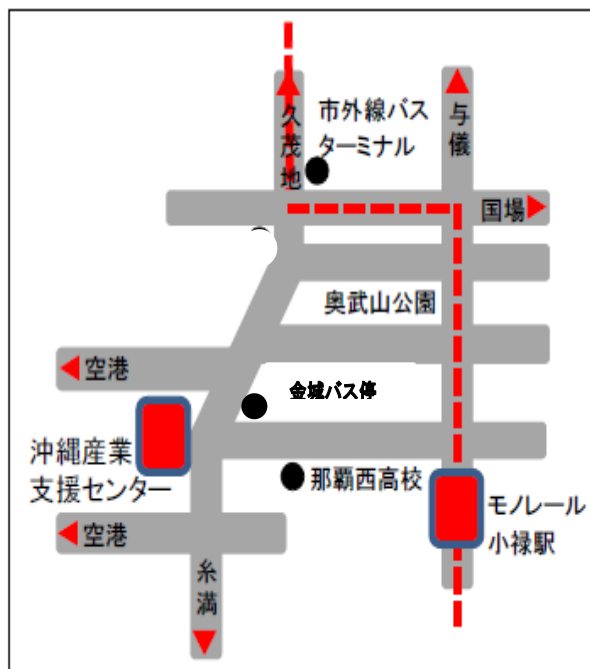 久茂地
市外線バス
ターミナル
与儀
国場
奥武山公園
空港
金城バス停
沖縄産業
支援センター
那覇西高校
モノレール
小禄駅
空港
糸満